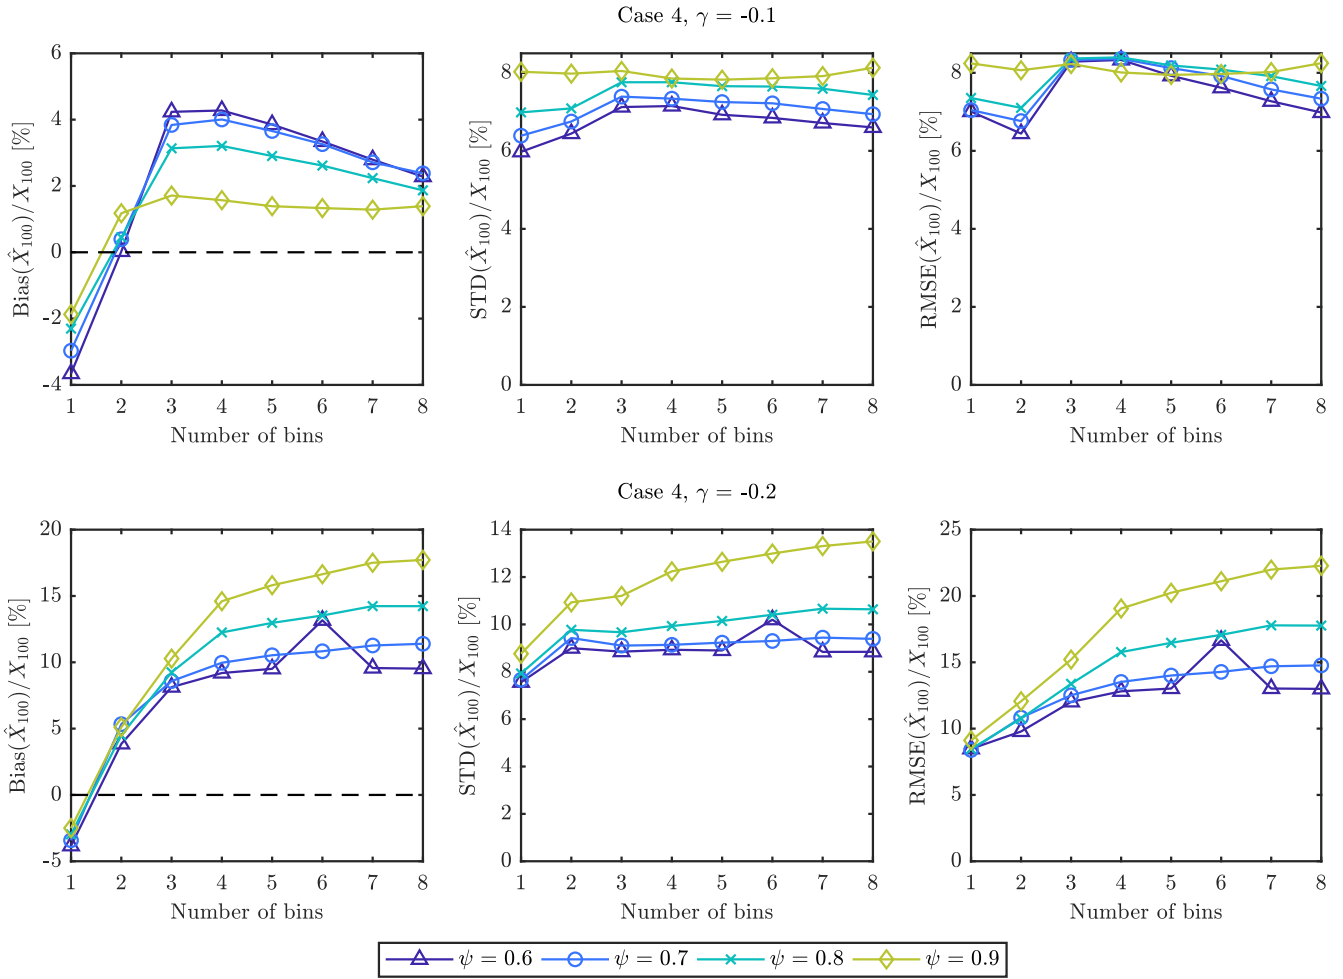 Case 4, γ = -0.1
Bias(X̂₁₀₀)/X₁₀₀ [%]
6
4
2
0
-2
-4
1 2 3 4 5 6 7 8
Number of bins
STD(X̂₁₀₀)/X₁₀₀ [%]
8
6
4
2
0
1 2 3 4 5 6 7 8
Number of bins
RMSE(X̂₁₀₀)/X₁₀₀ [%]
8
6
4
2
0
1 2 3 4 5 6 7 8
Number of bins
Case 4, γ = -0.2
Bias(X̂₁₀₀)/X₁₀₀ [%]
20
15
10
5
0
-5
1 2 3 4 5 6 7 8
Number of bins
STD(X̂₁₀₀)/X₁₀₀ [%]
14
12
10
8
6
4
2
0
1 2 3 4 5 6 7 8
Number of bins
RMSE(X̂₁₀₀)/X₁₀₀ [%]
25
20
15
10
5
0
1 2 3 4 5 6 7 8
Number of bins
ψ = 0.6 ψ = 0.7 ψ = 0.8 ψ = 0.9